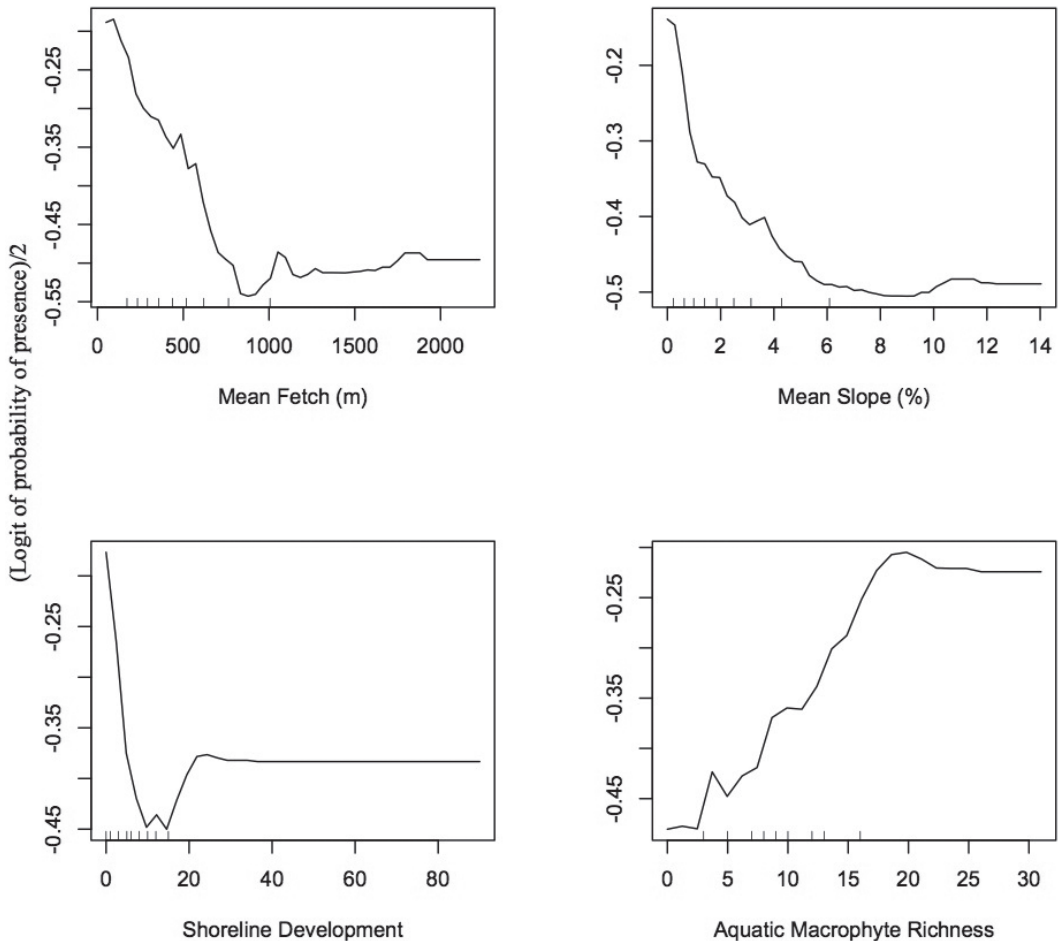 (Logit of probability of presence)/2
-0.25
-0.35
-0.45
-0.55
0 500 1000 1500 2000
Mean Fetch (m)
-0.2
-0.3
-0.4
-0.5
0 2 4 6 8 10 12 14
Mean Slope (%)
-0.25
-0.35
-0.45
0 20 40 60 80
Shoreline Development
-0.25
-0.35
-0.45
0 5 10 15 20 25 30
Aquatic Macrophyte Richness